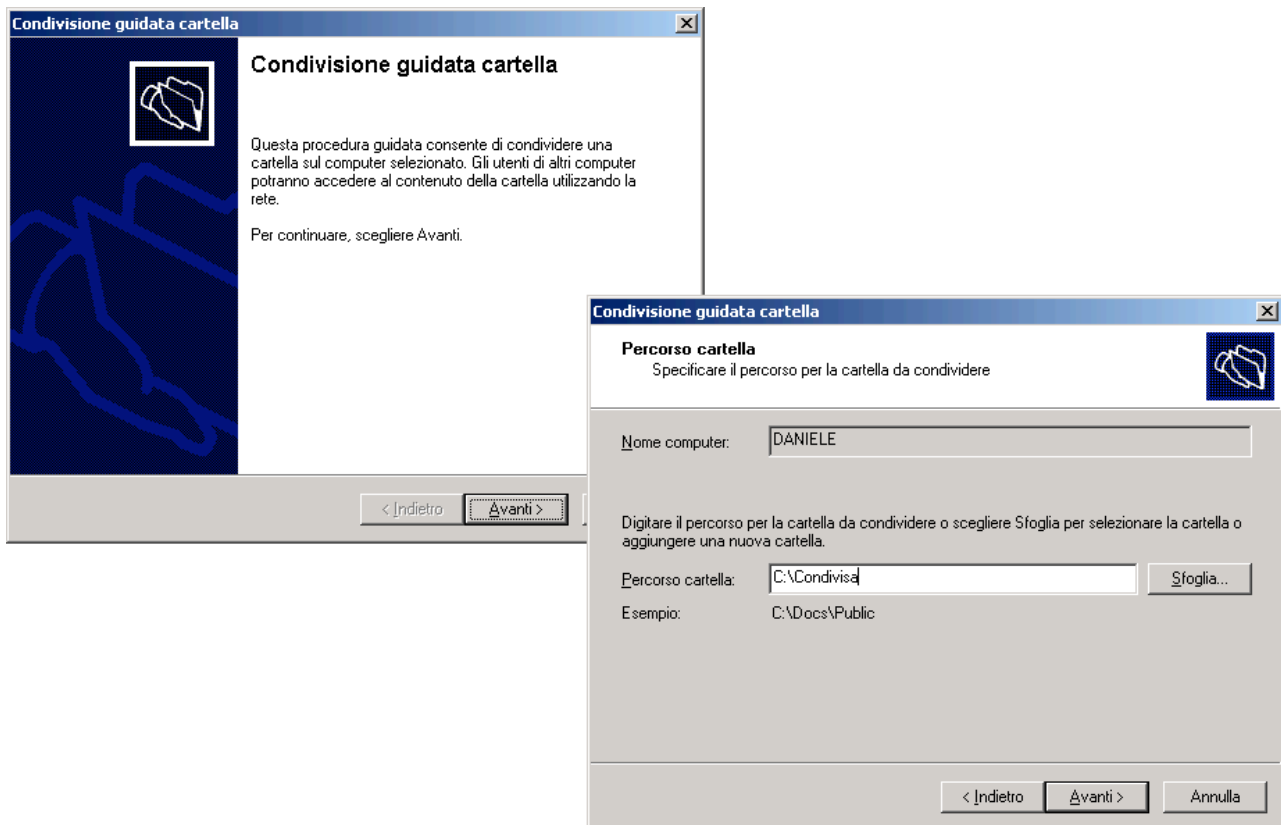 Condivisione guidata cartella
Condivisione guidata cartella
Questa procedura guidata consente di condividere una
cartella sul computer selezionato. Gli utenti di altri computer
potranno accedere al contenuto della cartella utilizzando la
rete.
Per continuare, scegliere Avanti.
< Indietro
Avanti >
Condivisione guidata cartella
Percorso cartella
Specificare il percorso per la cartella da condividere
Nome computer:
DANIELE
Digitare il percorso per la cartella da condividere o scegliere Sfoglia per selezionare la cartella o
aggiungere una nuova cartella.
Percorso cartella:
C:\Condivisa
Sfoglia...
Esempio:
C:\Docs\Public
< Indietro
Avanti >
Annulla